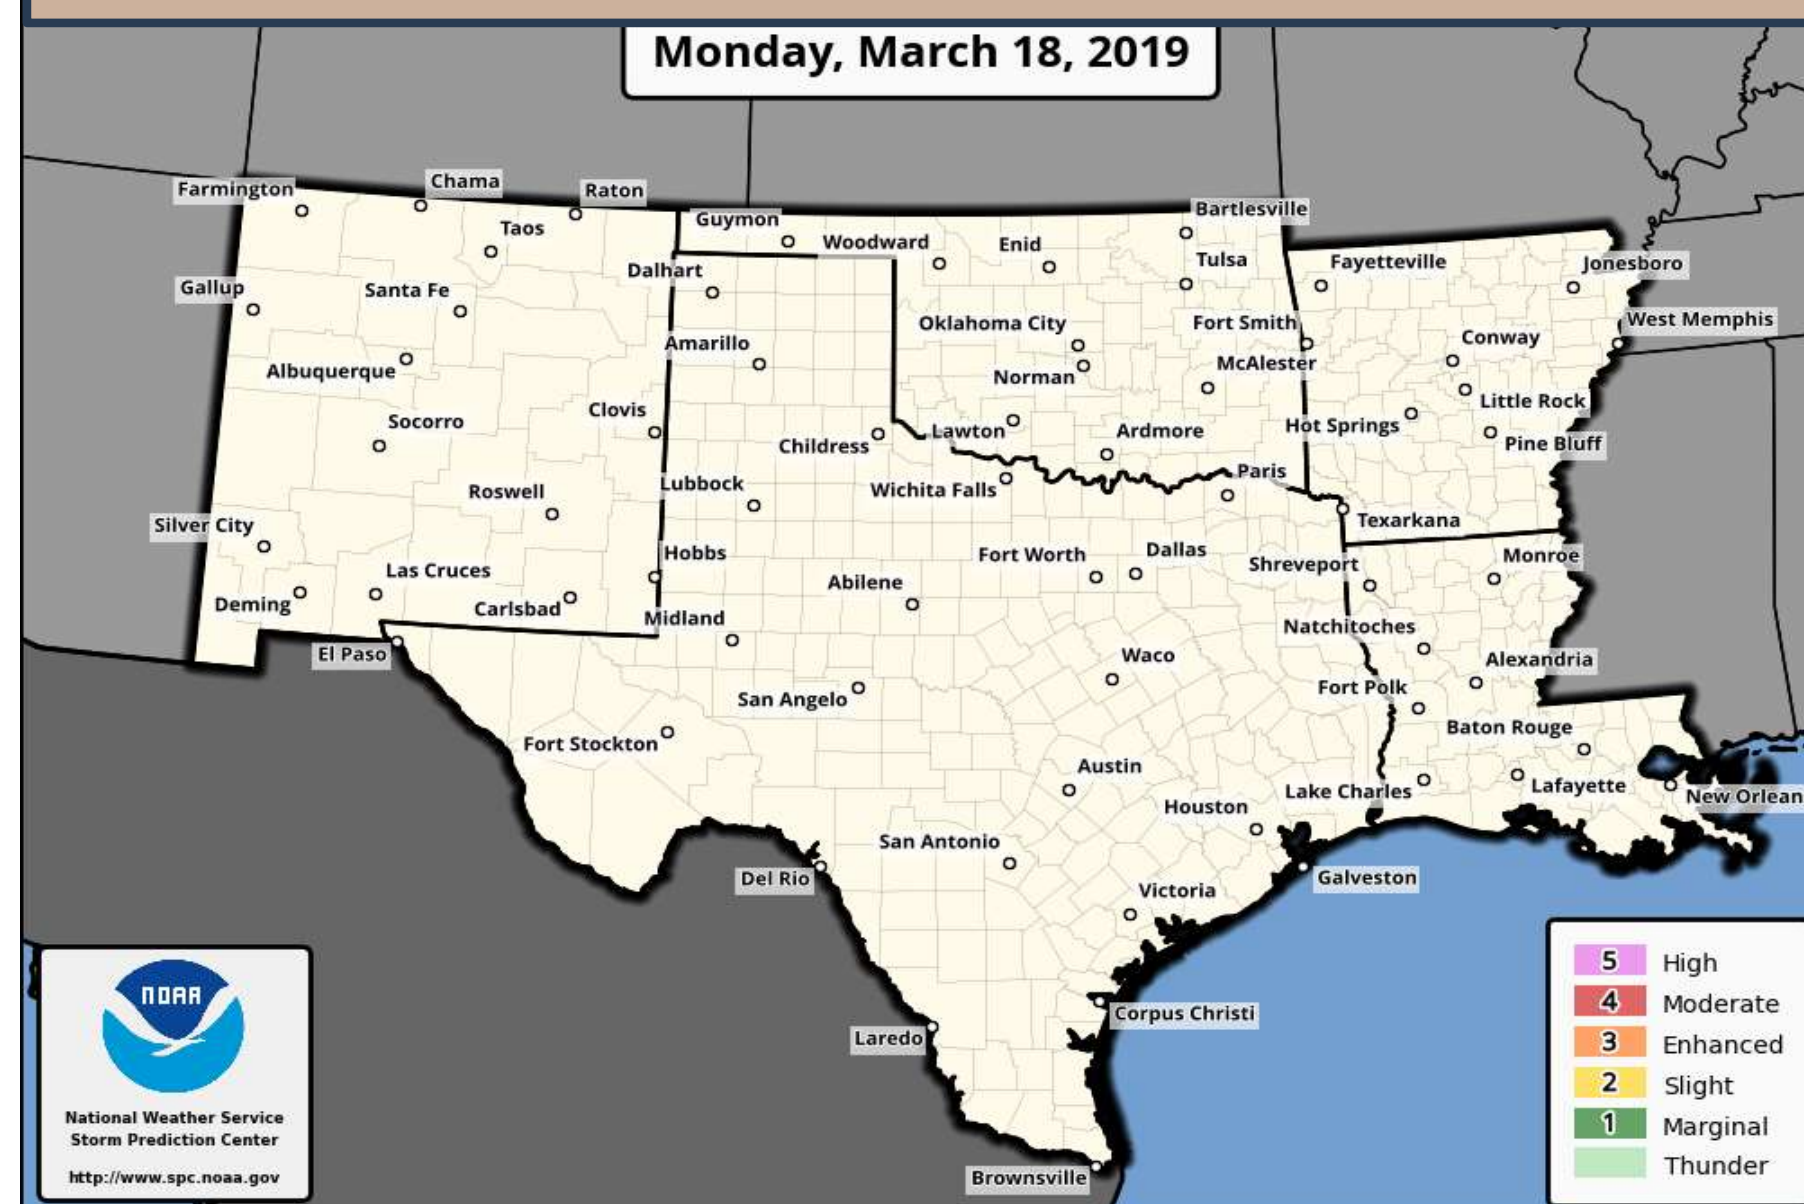 Monday, March 18, 2019
Farmington
Chama
Raton
Taos
Guymon
Bartlesville
Woodward
Enid
Tulsa
Fayetteville
Jonesboro
Dalhart
Gallup
Santa Fe
Oklahoma City
Fort Smith
West Memphis
Conway
Amarillo
McAlester
Albuquerque
Norman
Little Rock
Clovis
Socorro
Childress
Lawton
Ardmore
Hot Springs
Pine Bluff
Paris
Roswell
Lubbock
Wichita Falls
Silver City
Texarkana
Hobbs
Fort Worth
Dallas
Shreveport
Monroe
Las Cruces
Abilene
Deming
Carlsbad
Midland
Natchitoches
El Paso
Waco
Alexandria
San Angelo
Fort Polk
Fort Stockton
Baton Rouge
Austin
Lake Charles
Lafayette
New Orlean
Houston
San Antonio
Del Rio
Galveston
Victoria
Corpus Christi
Laredo
Brownsville
NOAA
National Weather Service
Storm Prediction Center
http://www.spc.noaa.gov
5 High
4 Moderate
3 Enhanced
2 Slight
1 Marginal
Thunder